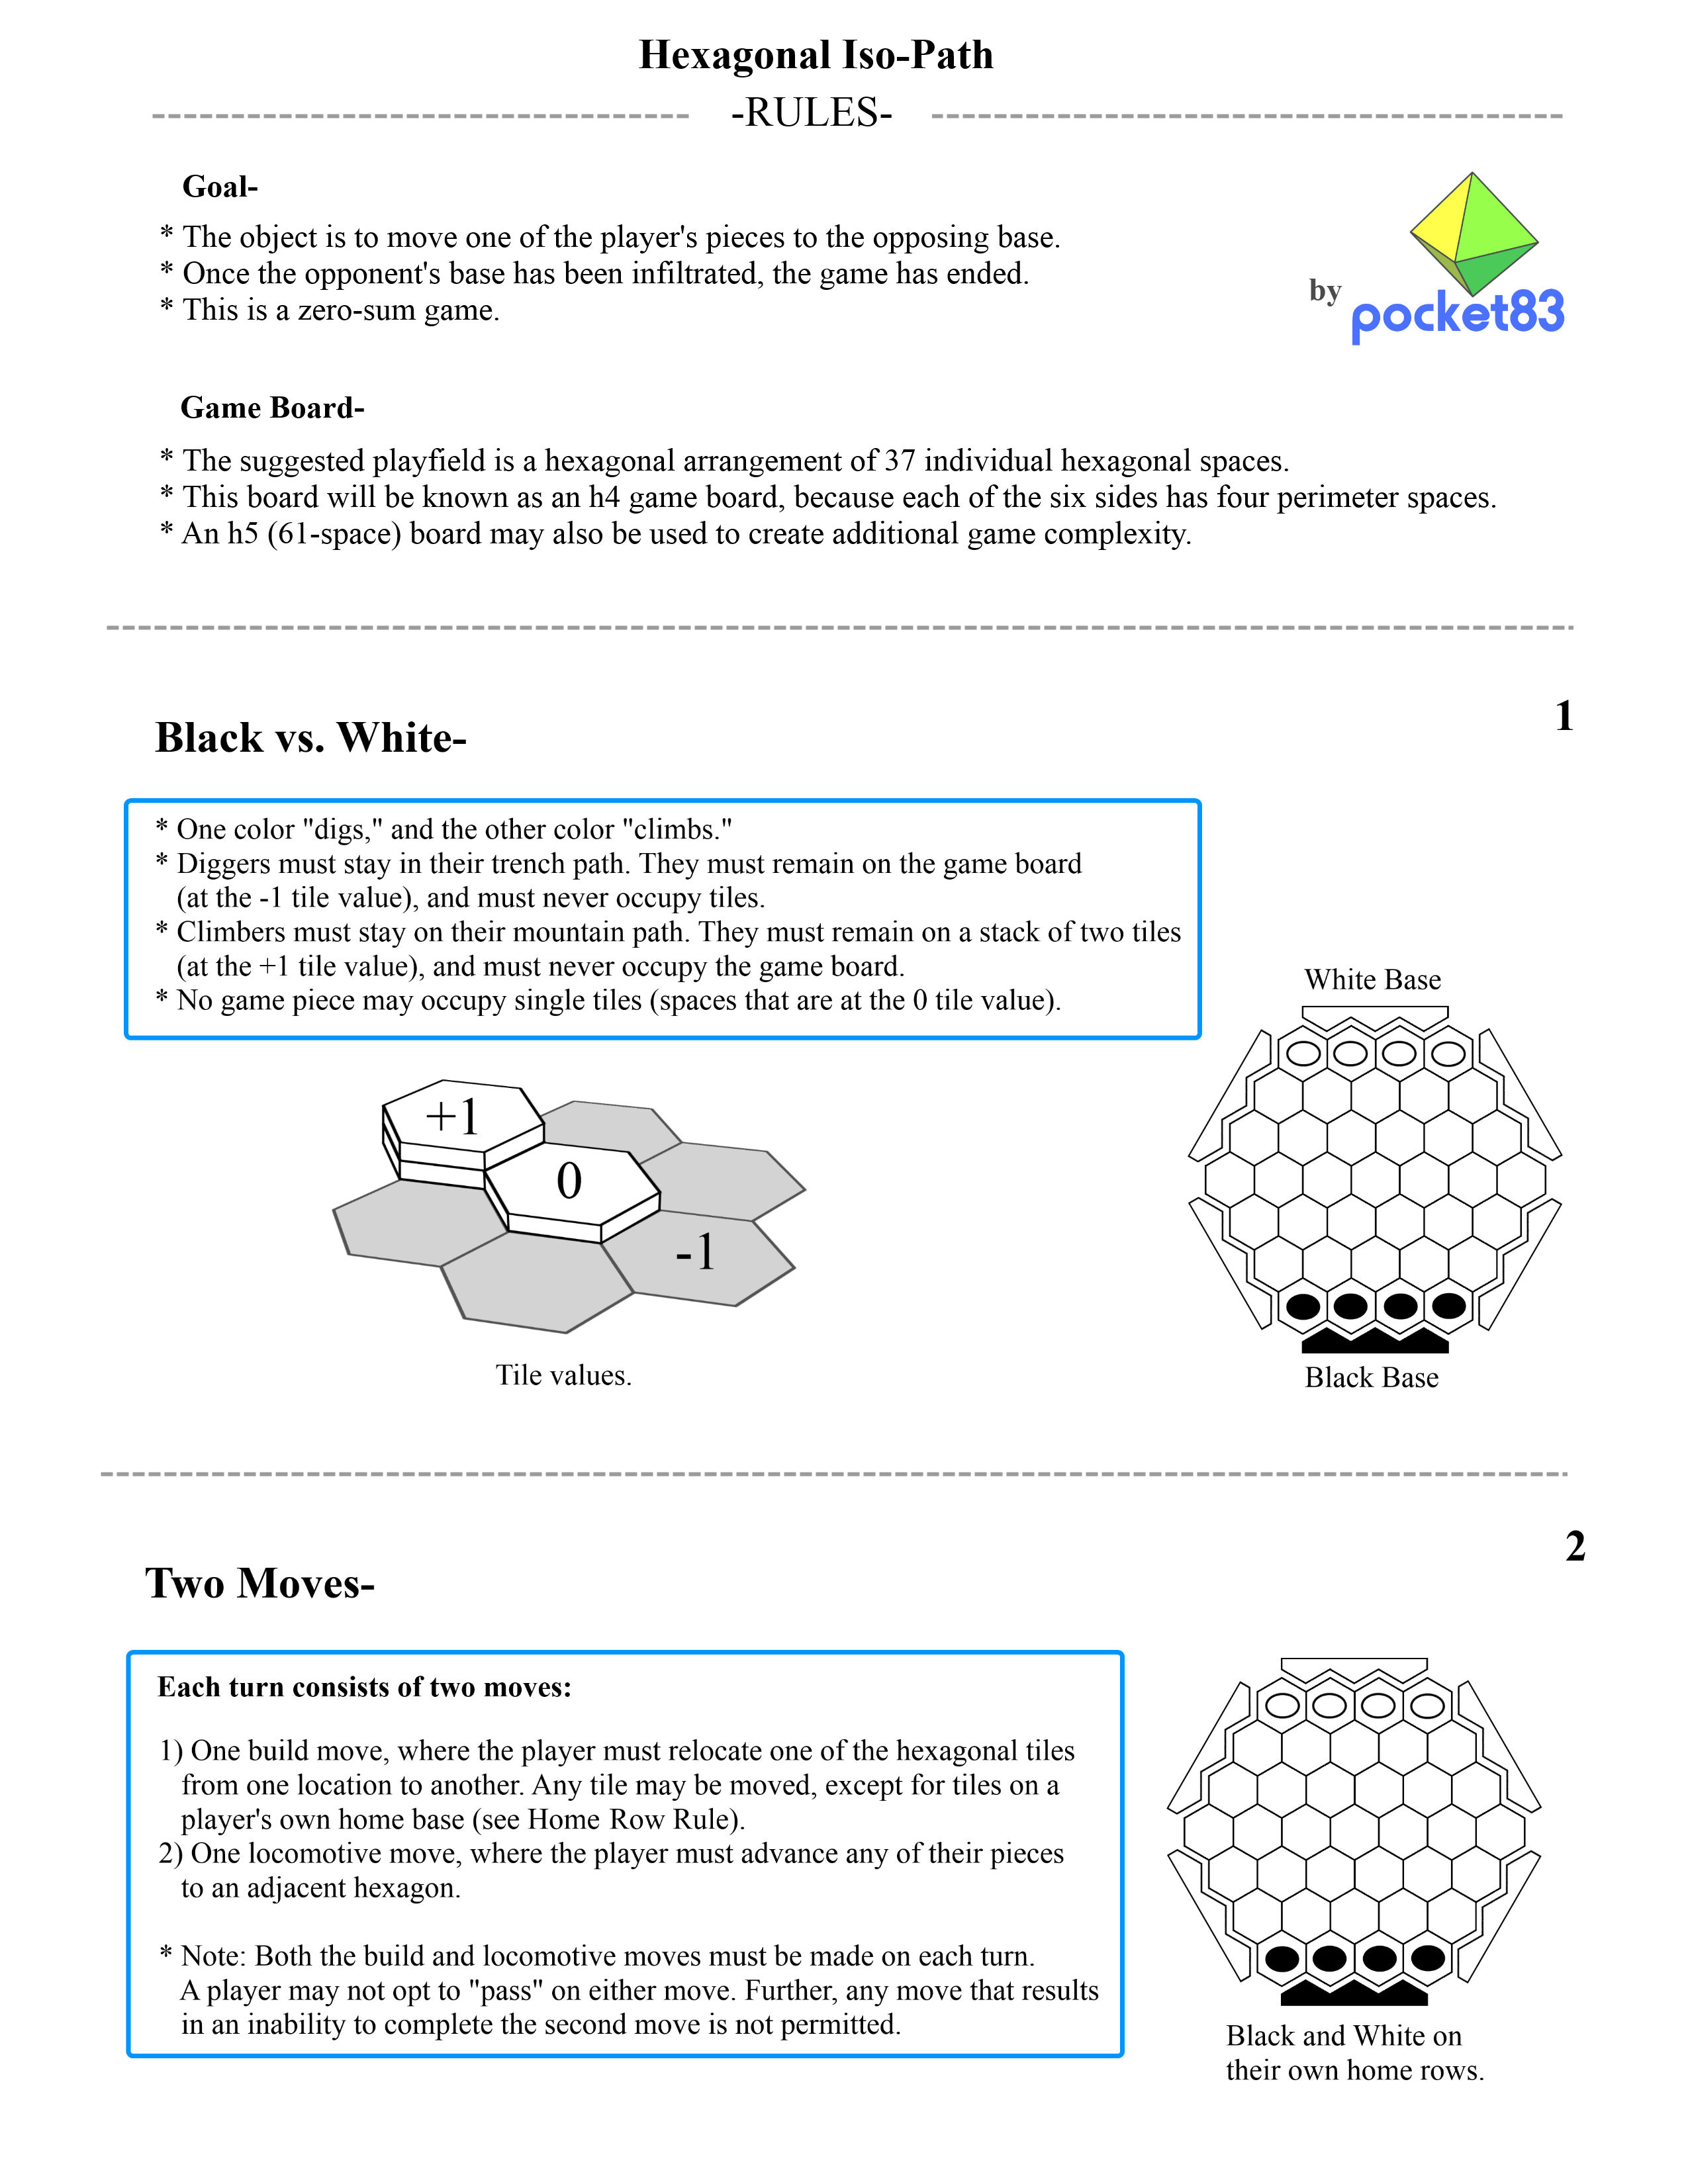 Hexagonal Iso-Path
-RULES-
Goal-
* The object is to move one of the player's pieces to the opposing base.
* Once the opponent's base has been infiltrated, the game has ended.
* This is a zero-sum game.
by
pocket83
Game Board-
* The suggested playfield is a hexagonal arrangement of 37 individual hexagonal spaces.
* This board will be known as an h4 game board, because each of the six sides has four perimeter spaces.
* An h5 (61-space) board may also be used to create additional game complexity.
1
Black vs. White-
* One color "digs," and the other color "climbs."
* Diggers must stay in their trench path. They must remain on the game board
(at the -1 tile value), and must never occupy tiles.
* Climbers must stay on their mountain path. They must remain on a stack of two tiles
(at the +1 tile value), and must never occupy the game board.
* No game piece may occupy single tiles (spaces that are at the 0 tile value).
White Base
+1
0
-1
Tile values.
Black Base
2
Two Moves-
Each turn consists of two moves:
1) One build move, where the player must relocate one of the hexagonal tiles
from one location to another. Any tile may be moved, except for tiles on a
player's own home base (see Home Row Rule).
2) One locomotive move, where the player must advance any of their pieces
to an adjacent hexagon.
* Note: Both the build and locomotive moves must be made on each turn.
A player may not opt to "pass" on either move. Further, any move that results
in an inability to complete the second move is not permitted.
Black and White on
their own home rows.